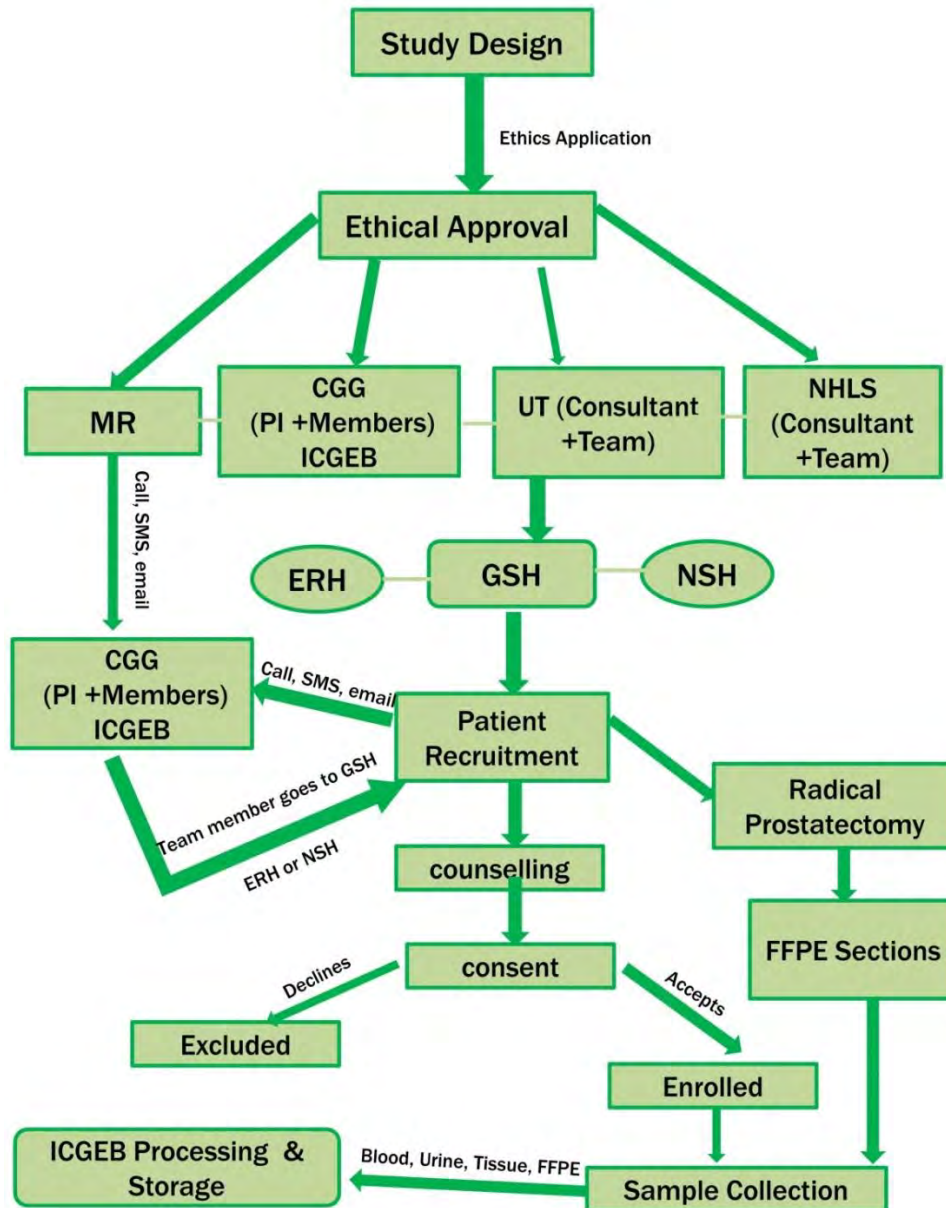 Study Design
Ethics Application
Ethical Approval
MR
CGG
(PI +Members)
ICGEB
UT (Consultant
+Team)
NHLS
(Consultant
+Team)
Call, SMS, email
ERH
GSH
NSH
CGG
(PI +Members)
ICGEB
Call, SMS, email
Patient
Recruitment
Team member goes to GSH
ERH or NSH
Radical
Prostatectomy
counselling
FFPE Sections
consent
Declines
Accepts
Excluded
Enrolled
ICGEB Processing &
Storage
Blood, Urine, Tissue, FFPE
Sample Collection